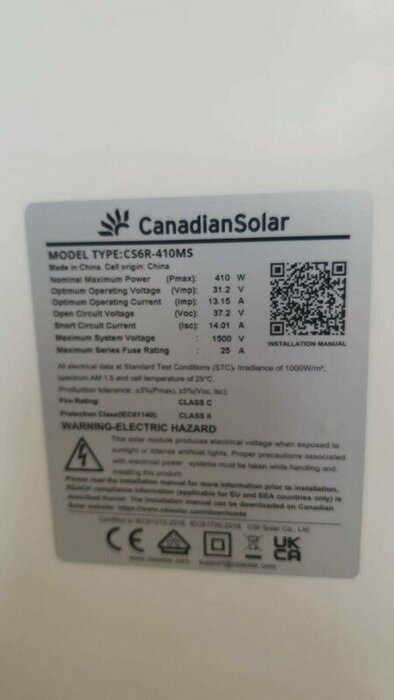 CanadianSolar
MODEL TYPE:CS6R-410MS
Made in China, Cell origin: China
Nominal Maximum Power (Pmax): 410 W
Optimum Operating Voltage (Vmp): 31.2 V
Optimum Operating Current (Imp): 13.15 A
Open Circuit Voltage (Voc): 37.2 V
Short Circuit Current (Isc): 14.01 A
Maximum System Voltage : 1500 V
Maximum Series Fuse Rating : 25 A
INSTALLATION MANUAL
All electrical data at Standard Test Conditions (STC). Irradiance of 1000W/m²,
spectrum AM 1.5 and cell temperature of 25°C.
Production tolerance: ±3%(Pmax), ±5%(Voc, Isc).
Fire Rating: CLASS C
Protection Class(IEC61140): CLASS II
WARNING-ELECTRIC HAZARD
This solar module produces electrical voltage when exposed to
sunlight or intense artificial lights. Proper precautions associated
with electrical power systems must be taken while handling and
installing this product.
Please read the installation manual for more information prior to installation.
REACH compliance information (applicable for EU and EEA countries only) is
described therein. The installation manual can be downloaded on Canadian
Solar website: https://www.csisolar.com/downloads/
Certified to IEC61215:2016, IEC61730:2016 CSI Solar Co., Ltd.
CE
UK
CA
www.csisolar.com support@csisolar.com